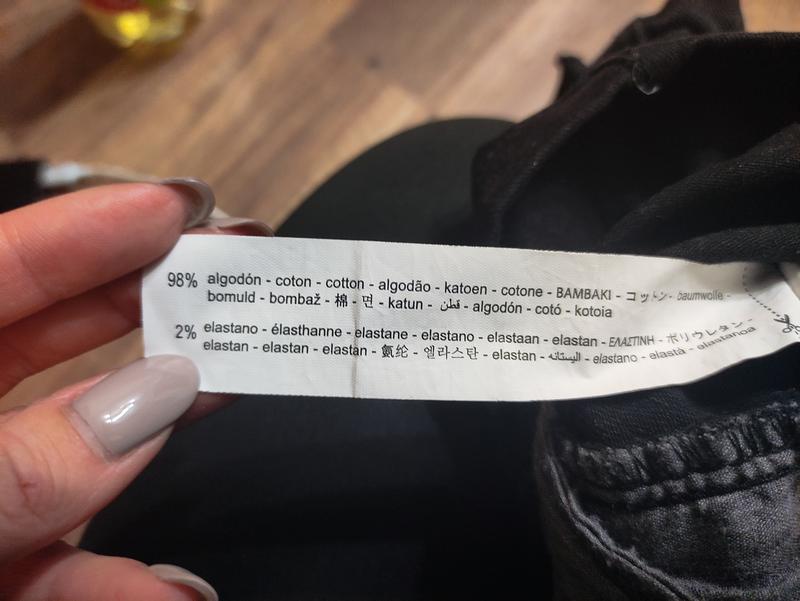 98% algodón - coton - cotton - algodão - katoen - cotone - BAMBAKI - コットン - baumwolle -
bomuld - bombaž - 棉 - 면 - katun - قطن - algodón - cotó - kotoia
2% elastano - élasthanne - elastane - elastano - elastaan - elastan - ΕΛΑΣΤΙΝΗ - ポリウレタン -
elastan - elastan - elastan - 氨纶 - 엘라스탄 - elastan - اليستانه - elastano - elastà - elastanoa